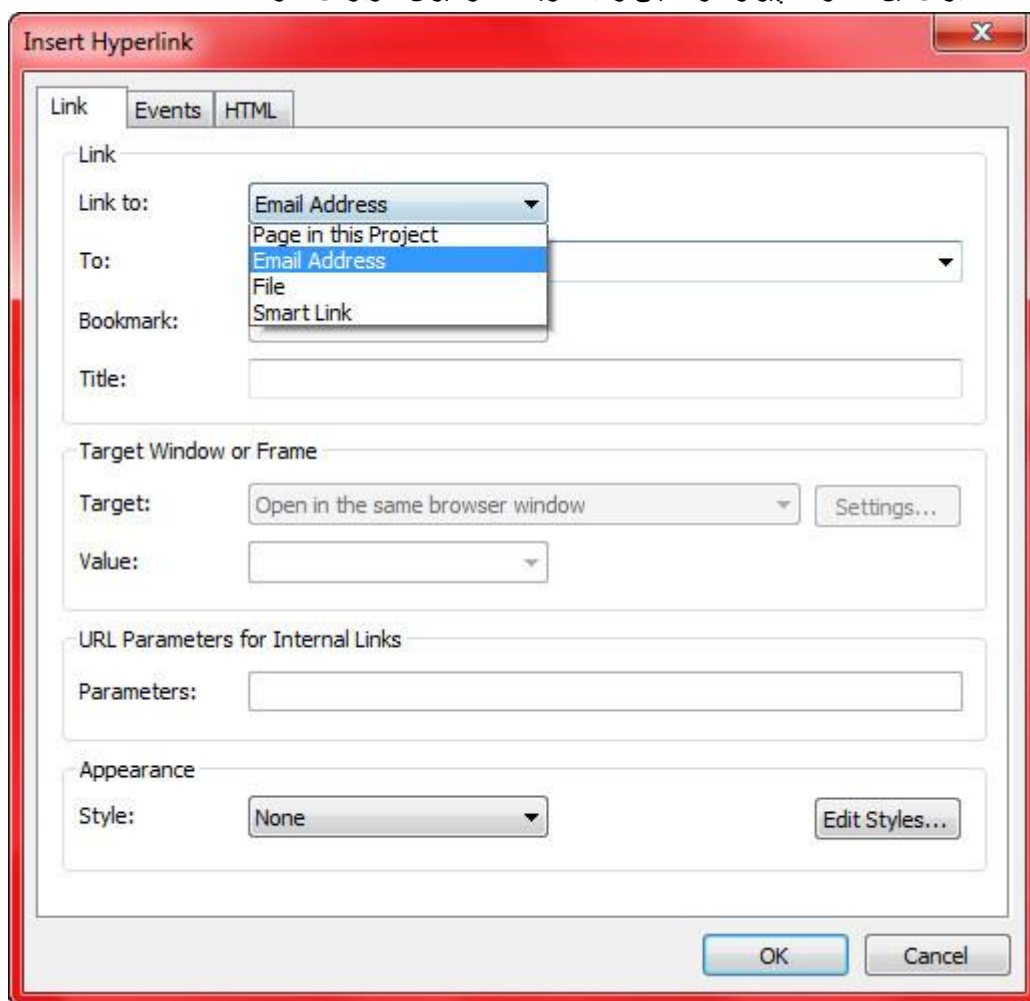 Insert Hyperlink
Link Events HTML
Link
Link to: Email Address
Page in this Project
To: Email Address
File
Bookmark: Smart Link
Title:
Target Window or Frame
Target: Open in the same browser window Settings...
Value:
URL Parameters for Internal Links
Parameters:
Appearance
Style: None Edit Styles...
OK Cancel